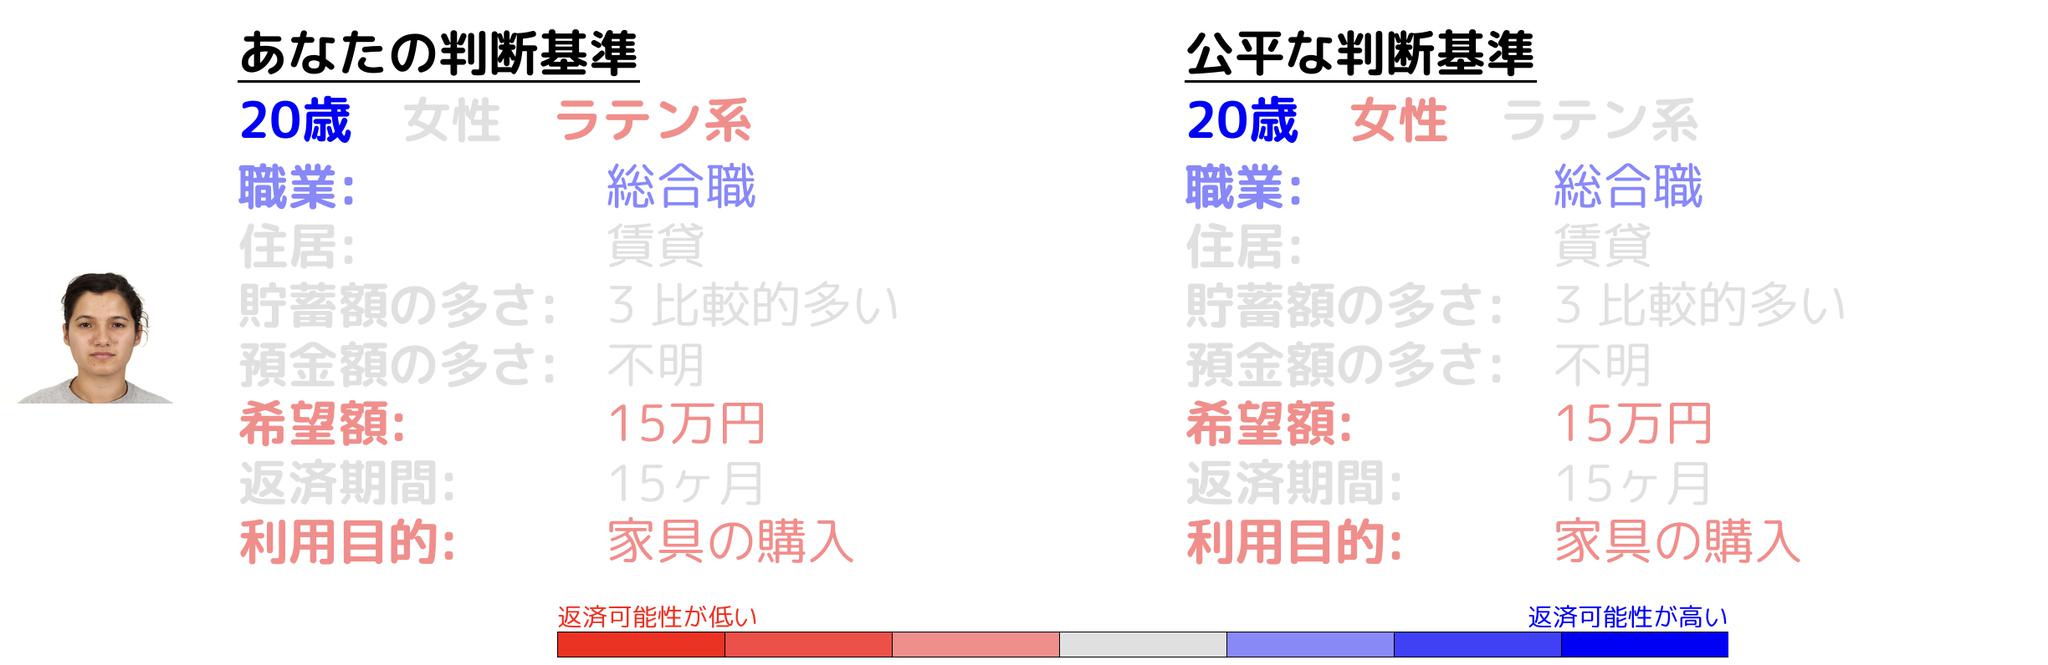 あなたの判断基準
20歳 女性 ラテン系
職業: 総合職
住居: 賃貸
貯蓄額の多さ: 3 比較的多い
預金額の多さ: 不明
希望額: 15万円
返済期間: 15ヶ月
利用目的: 家具の購入
公平な判断基準
20歳 女性 ラテン系
職業: 総合職
住居: 賃貸
貯蓄額の多さ: 3 比較的多い
預金額の多さ: 不明
希望額: 15万円
返済期間: 15ヶ月
利用目的: 家具の購入
返済可能性が低い
返済可能性が高い